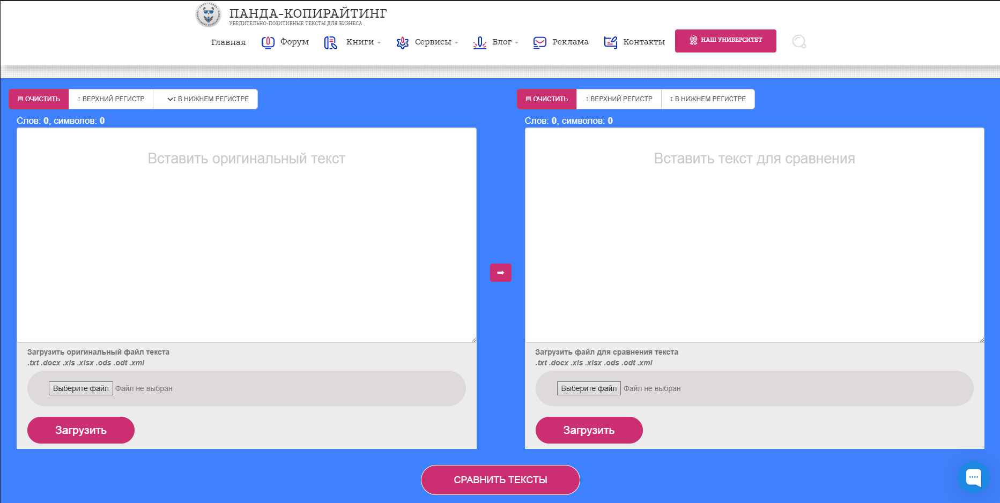 ПАНДА-КОПИРАЙТИНГ
УБЕДИТЕЛЬНО-ПОЗИТИВНЫЕ ТЕКСТЫ ДЛЯ БИЗНЕСА
Главная Форум Книги Сервисы Блог Реклама Контакты НАШ УНИВЕРСИТЕТ
ОЧИСТИТЬ ВЕРХНИЙ РЕГИСТР В НИЖНЕМ РЕГИСТРЕ
Слов: 0, символов: 0
Вставить оригинальный текст
Загрузить оригинальный файл текста
.txt .docx .xls .xlsx .ods .odt .xml
Выберите файл Файл не выбран
Загрузить
ОЧИСТИТЬ ВЕРХНИЙ РЕГИСТР В НИЖНЕМ РЕГИСТРЕ
Слов: 0, символов: 0
Вставить текст для сравнения
Загрузить файл для сравнения текста
.txt .docx .xls .xlsx .ods .odt .xml
Выберите файл Файл не выбран
Загрузить
СРАВНИТЬ ТЕКСТЫ